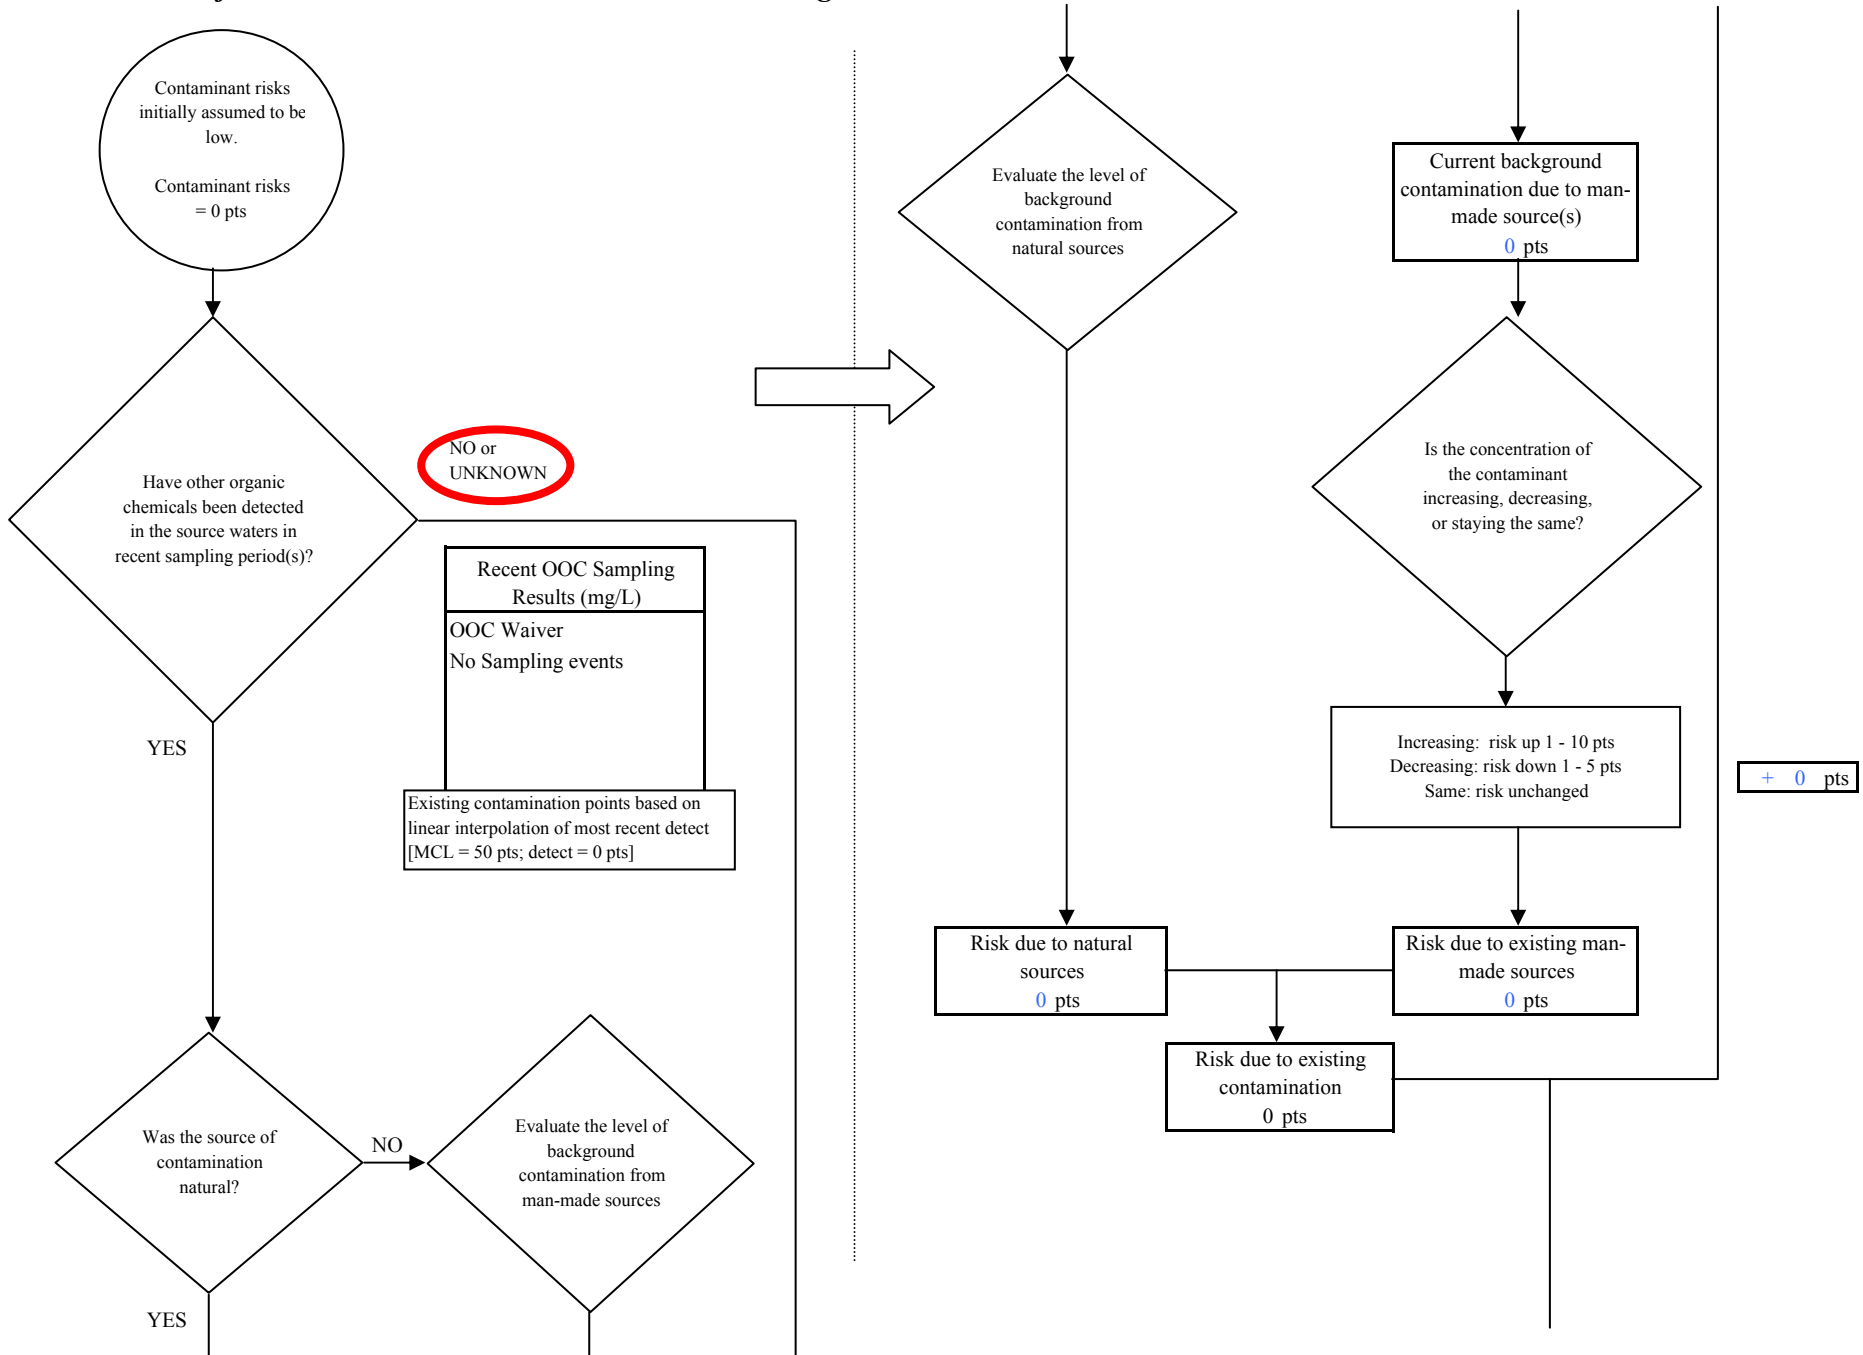 Contaminant risks
initially assumed to be
low.
Contaminant risks
= 0 pts
Have other organic
chemicals been detected
in the source waters in
recent sampling period(s)?
NO or
UNKNOWN
Recent OOC Sampling
Results (mg/L)
OOC Waiver
No Sampling events
Existing contamination points based on
linear interpolation of most recent detect
[MCL = 50 pts; detect = 0 pts]
YES
Was the source of
contamination
natural?
NO
Evaluate the level of
background
contamination from
man-made sources
YES
Evaluate the level of
background
contamination from
natural sources
Current background
contamination due to man-
made source(s)
0 pts
Is the concentration of
the contaminant
increasing, decreasing,
or staying the same?
Increasing: risk up 1 - 10 pts
Decreasing: risk down 1 - 5 pts
Same: risk unchanged
+ 0 pts
Risk due to natural
sources
0 pts
Risk due to existing man-
made sources
0 pts
Risk due to existing
contamination
0 pts